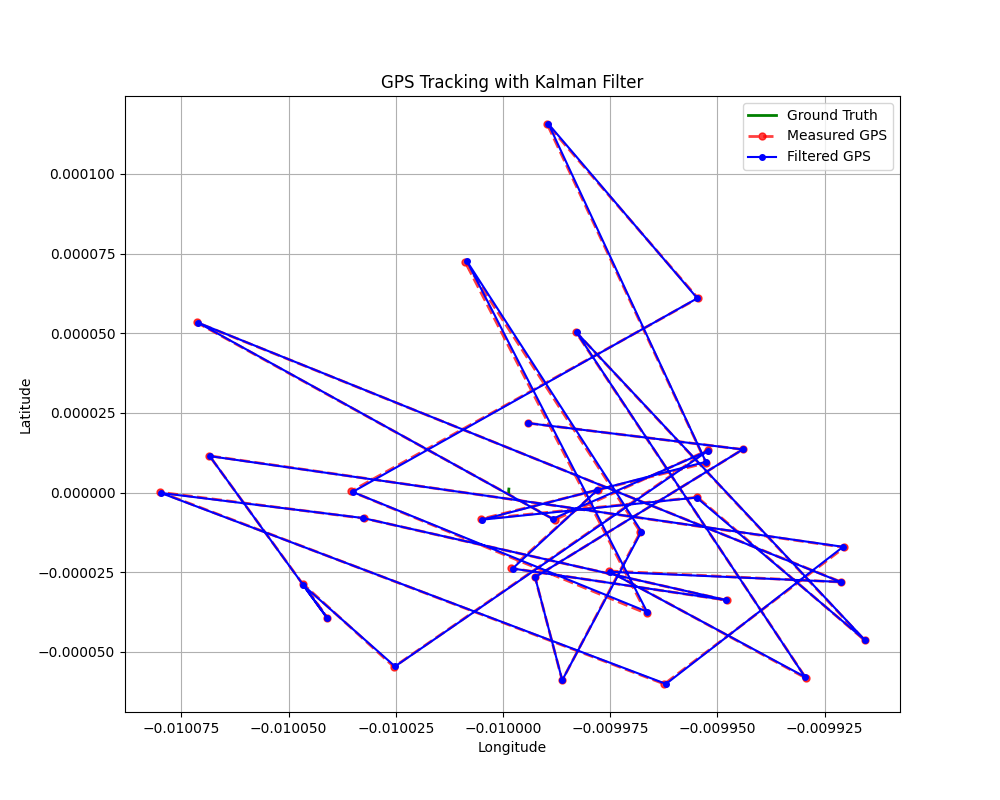 GPS Tracking with Kalman Filter
Ground Truth
Measured GPS
Filtered GPS
0.000100
0.000075
0.000050
0.000025
0.000000
−0.000025
−0.000050
Latitude
−0.010075 −0.010050 −0.010025 −0.010000 −0.009975 −0.009950 −0.009925
Longitude